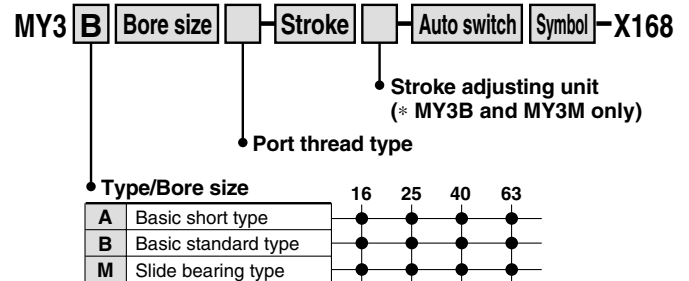 MY3 B Bore size - Stroke - Auto switch Symbol - X168
Stroke adjusting unit
(* MY3B and MY3M only)
Port thread type
Type/Bore size 16 25 40 63
A Basic short type
B Basic standard type
M Slide bearing type